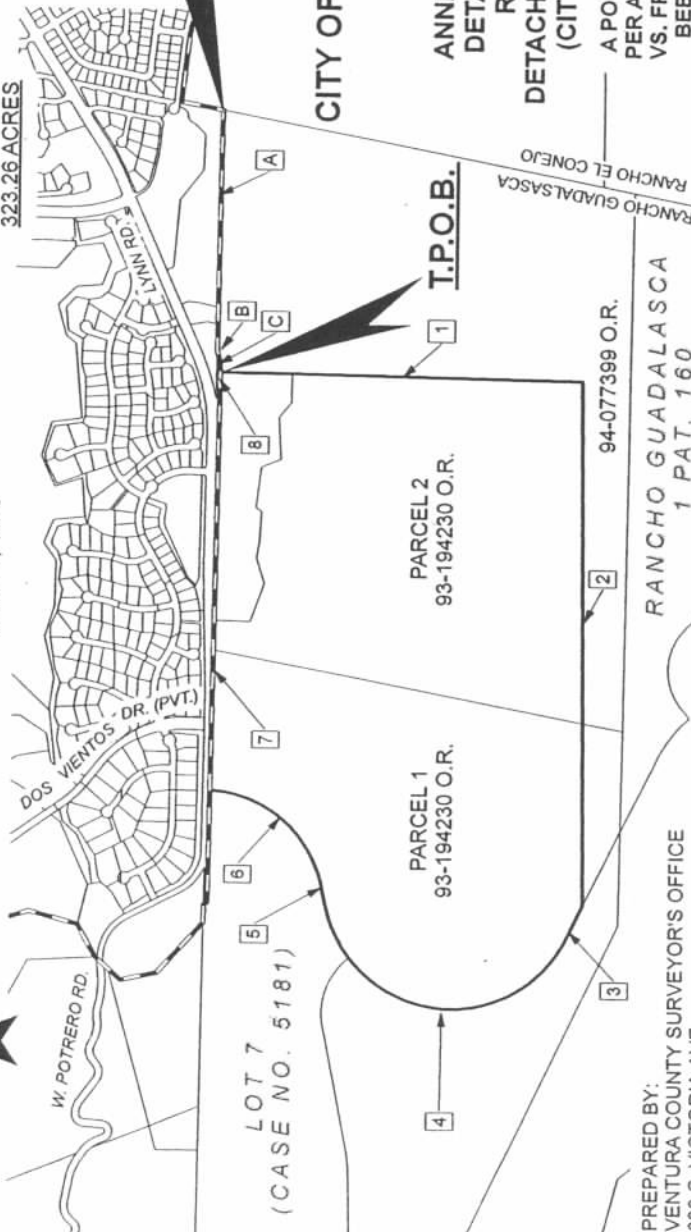 323.26 ACRES
CITY OF
ANN
DETA
R
DETACH
(CIT
A PO
PER A
VS. FR
BEE
LYNN RD.
DOS VIENTOS DR. (PVT.)
W. POTRERO RD.
A
B
C
T.P.O.B.
8
1
RANCHO EL CONEJO
RANCHO GUADALSASCA
7
PARCEL 2
93-194230 O.R.
94-077399 O.R.
2
RANCHO GUADALASCA
1 PAT. 160
6
5
PARCEL 1
93-194230 O.R.
LOT 7
(CASE NO. 5181)
4
3
PREPARED BY:
VENTURA COUNTY SURVEYOR'S OFFICE